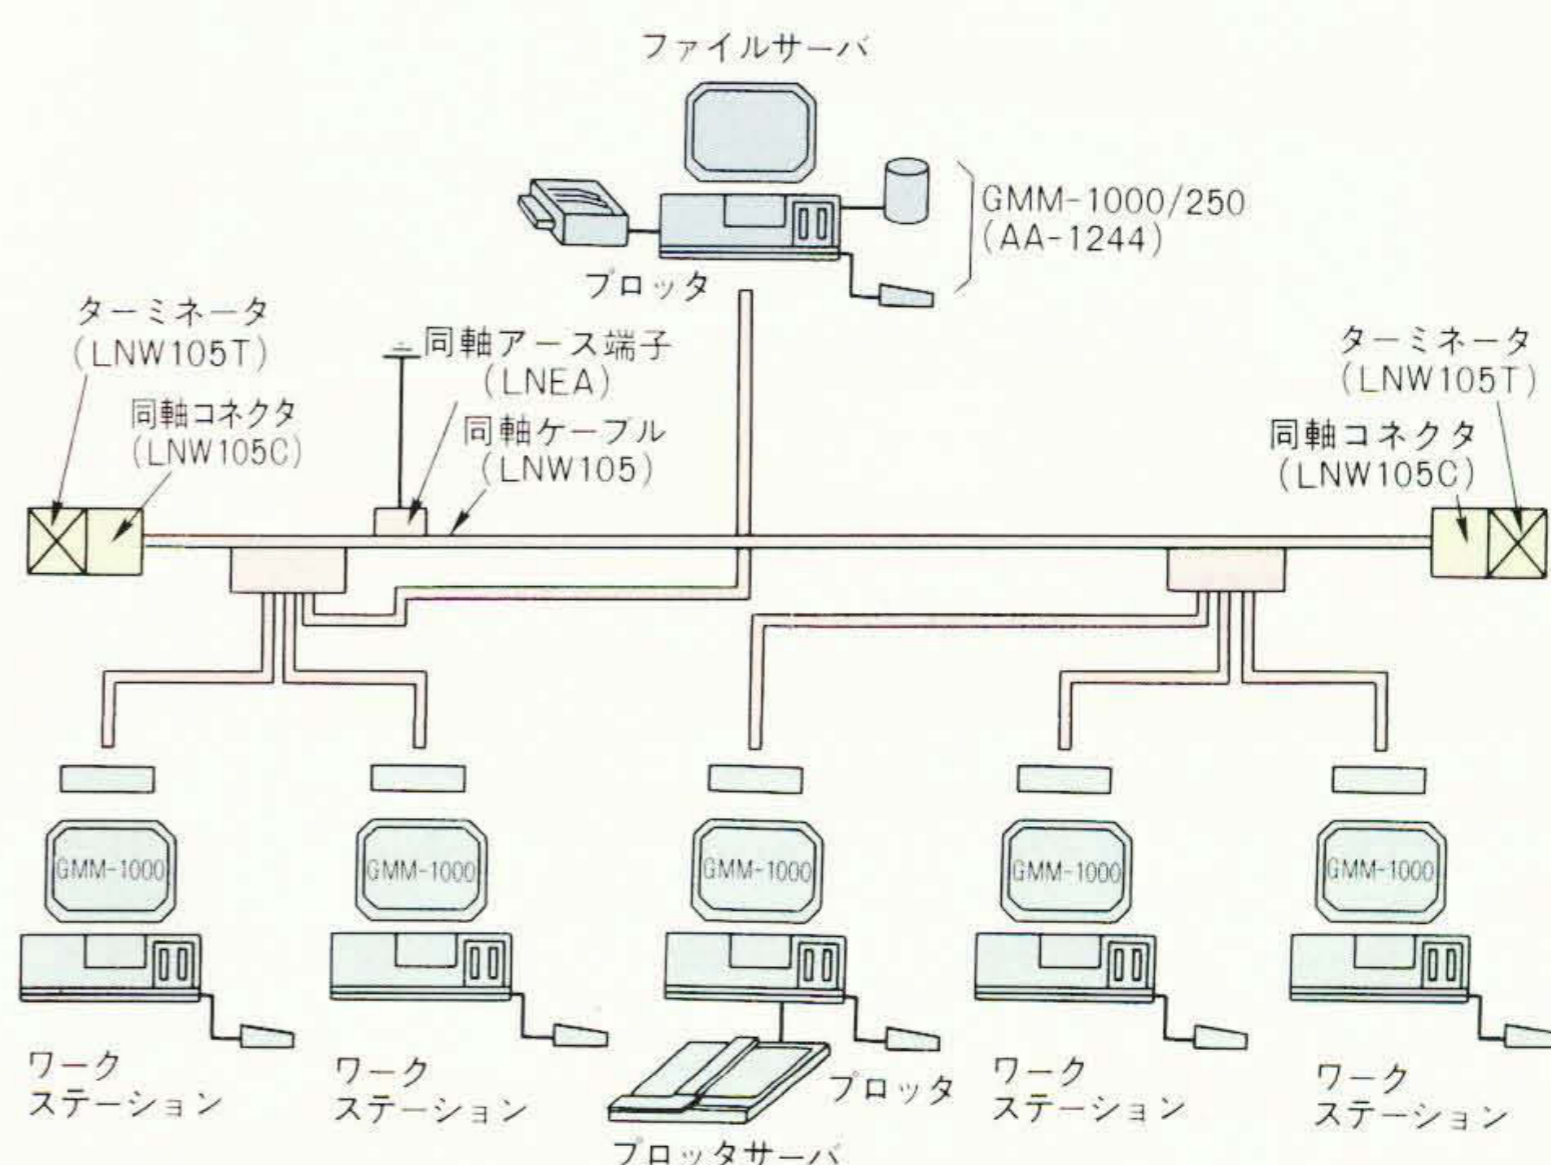 ファイルサーバ
GMM-1000/250
(AA-1244)
プロッタ
ターミネータ
(LNW105T)
同軸コネクタ
(LNW105C)
同軸アース端子
(LNEA)
同軸ケーブル
(LNW105)
ターミネータ
(LNW105T)
同軸コネクタ
(LNW105C)
GMM-1000
GMM-1000
GMM-1000
GMM-1000
GMM-1000
ワーク
ステーション
ワーク
ステーション
プロッタ
プロッタサーバ
ワーク
ステーション
ワーク
ステーション